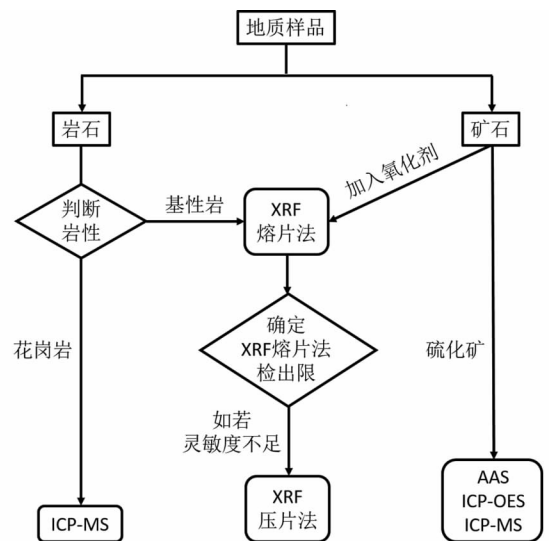 地质样品
岩石
矿石
加入氧化剂
判断
岩性
基性岩
XRF
熔片法
确定
XRF熔片法
检出限
花岗岩
硫化矿
如若
灵敏度不足
XRF
压片法
AAS
ICP-OES
ICP-MS
ICP-MS